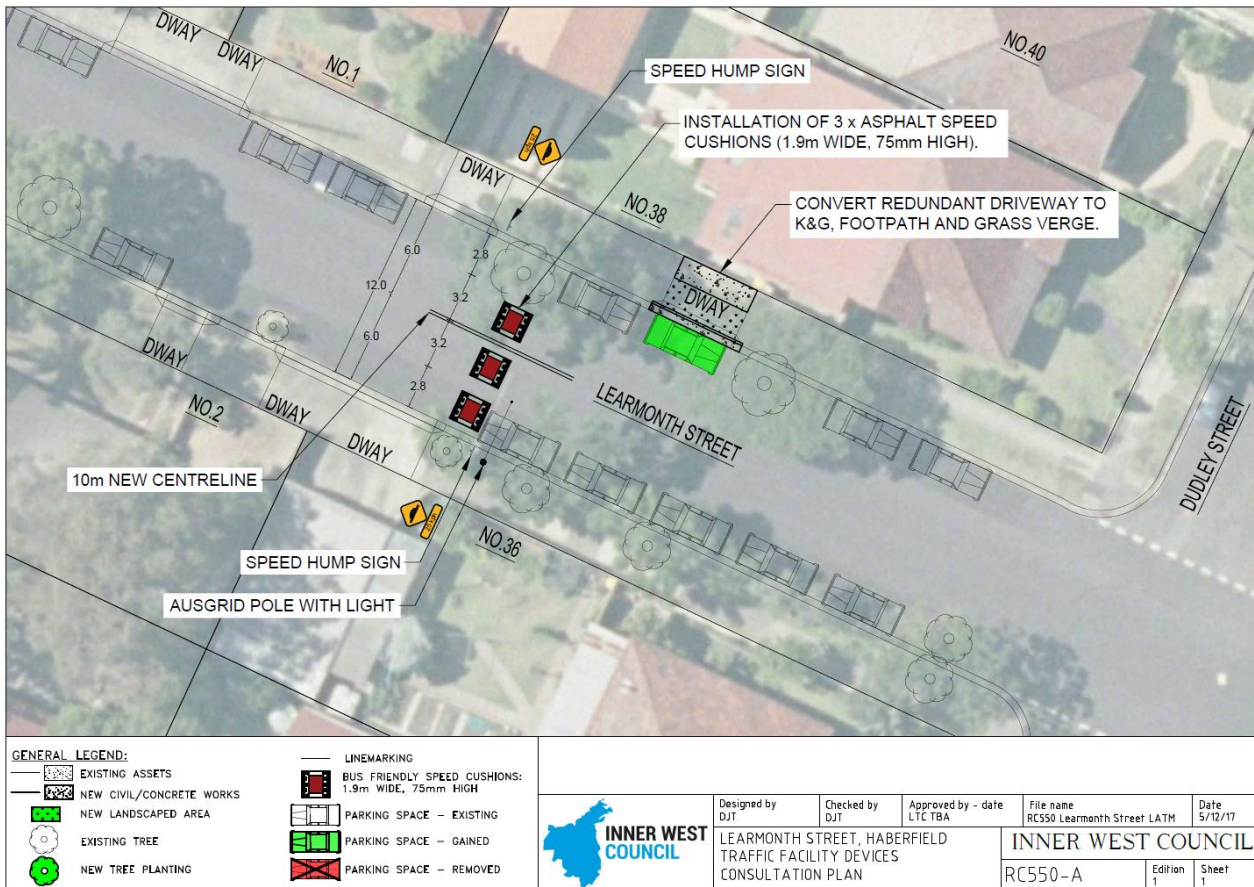 NO.40
DWAY
DWAY
NO.1
SPEED HUMP SIGN
INSTALLATION OF 3 x ASPHALT SPEED
CUSHIONS (1.9m WIDE, 75mm HIGH).
DWAY
NO.38
CONVERT REDUNDANT DRIVEWAY TO
K&G, FOOTPATH AND GRASS VERGE.
DWAY
6.0
12.0
6.0
2.8
3.2
3.2
2.8
LEARMONTH STREET
DUDLEY STREET
DWAY
NO.2
DWAY
DWAY
10m NEW CENTRELINE
NO.36
SPEED HUMP SIGN
AUSGRID POLE WITH LIGHT
GENERAL LEGEND:
EXISTING ASSETS
NEW CIVIL/CONCRETE WORKS
NEW LANDSCAPED AREA
EXISTING TREE
NEW TREE PLANTING
LINEMARKING
BUS FRIENDLY SPEED CUSHIONS:
1.9m WIDE, 75mm HIGH
PARKING SPACE - EXISTING
PARKING SPACE - GAINED
PARKING SPACE - REMOVED
INNER WEST
COUNCIL
Designed by
DJT
Checked by
DJT
Approved by - date
LTC TBA
File name
RC550 Learmonth Street LATM
Date
5/12/17
LEARMONTH STREET, HABERFIELD
TRAFFIC FACILITY DEVICES
CONSULTATION PLAN
INNER WEST COUNCIL
RC550-A
Edition
1
Sheet
1